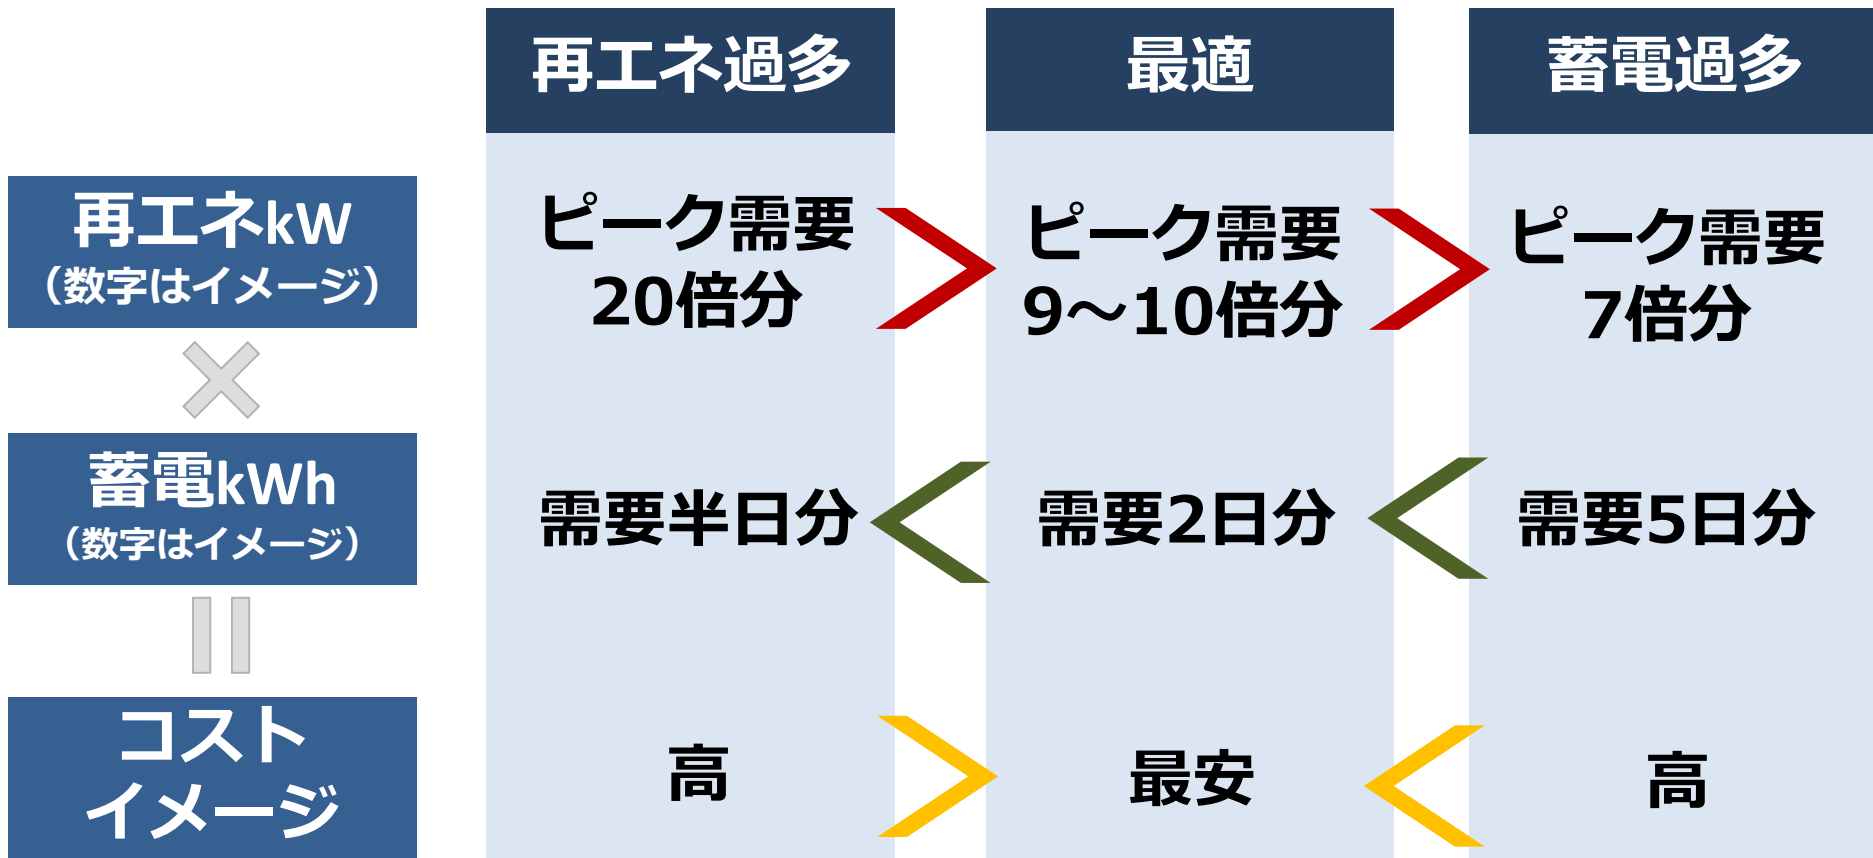 再エネ過多
最適
蓄電過多
再エネkW
（数字はイメージ）
ピーク需要
20倍分
ピーク需要
9～10倍分
ピーク需要
7倍分
蓄電kWh
（数字はイメージ）
需要半日分
需要2日分
需要5日分
コスト
イメージ
高
最安
高